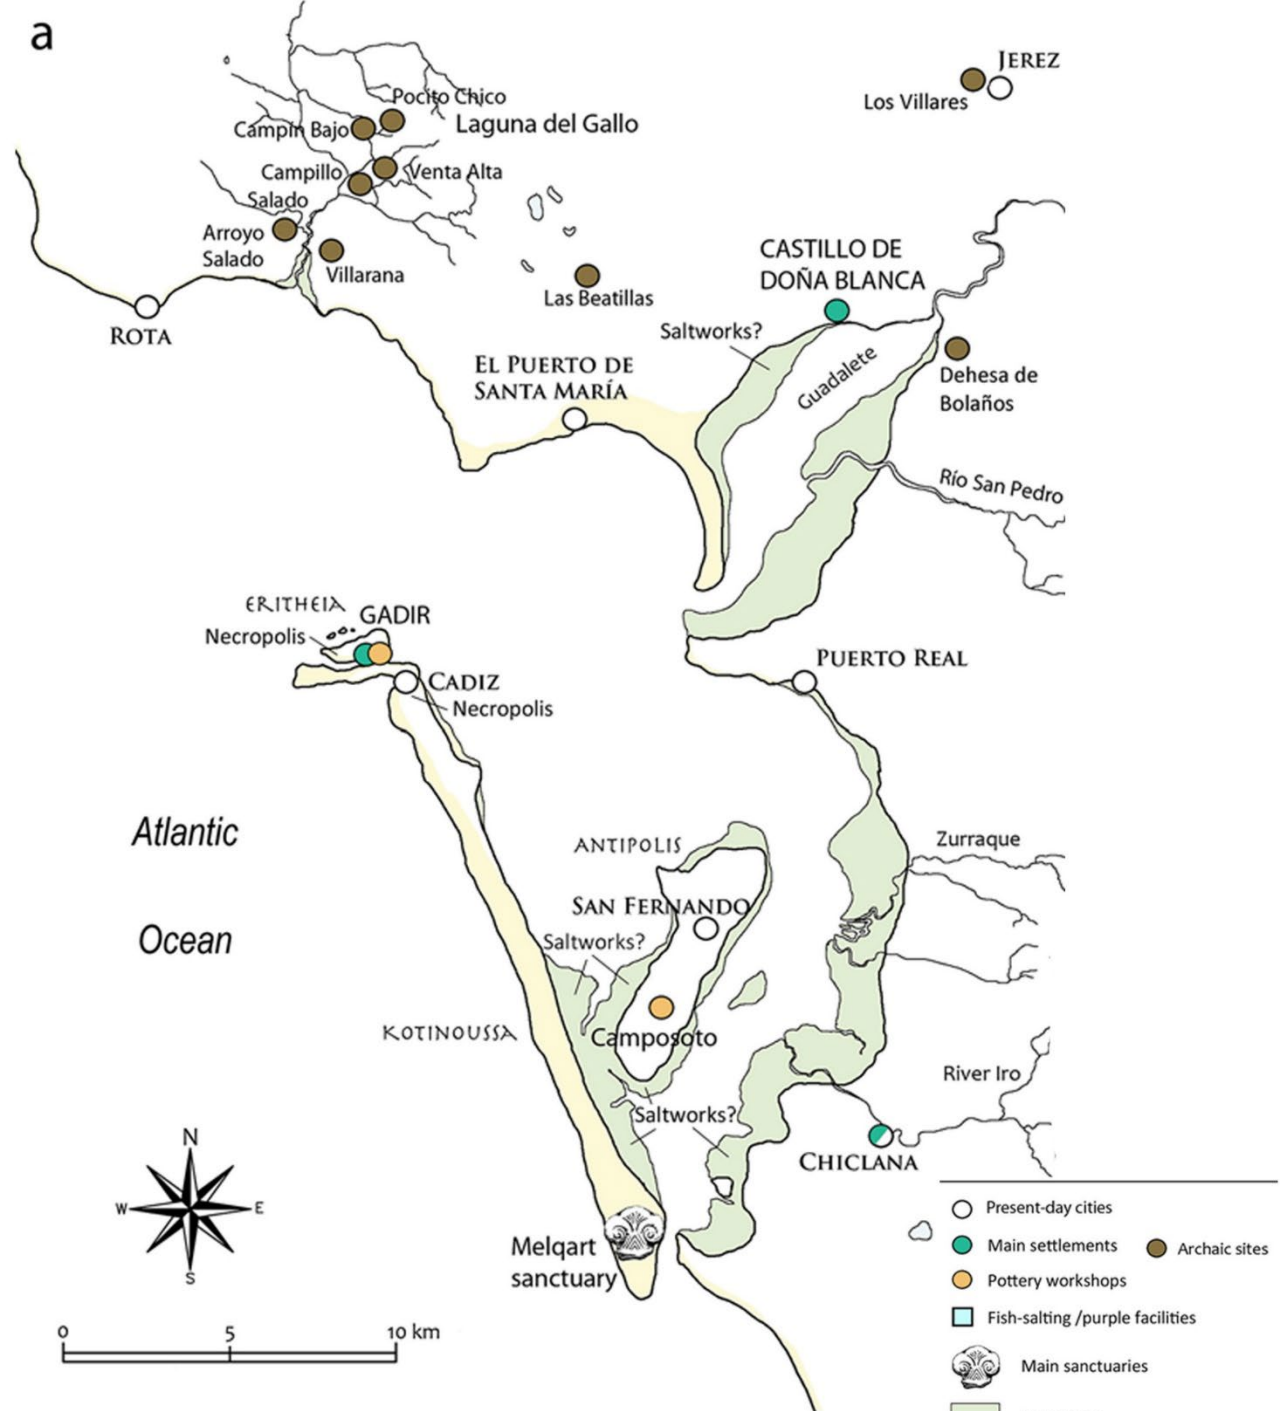 a
JEREZ
Los Villares
Pocito Chico
Campín Bajo
Laguna del Gallo
Campillo
Venta Alta
Salado
Arroyo
Salado
Villarana
Las Beatillas
ROTA
CASTILLO DE
DOÑA BLANCA
Saltworks?
Guadalete
Dehesa de
Bolaños
EL PUERTO DE
SANTA MARÍA
Río San Pedro
ERITHEIA
GADIR
Necropolis
CADIZ
Necropolis
PUERTO REAL
Atlantic
Ocean
ANTIPOLIS
Zurraque
SAN FERNANDO
Saltworks?
KOTINOUSSA
Camposoto
River Iro
Saltworks?
CHICLANA
Melqart
sanctuary
N
W
E
S
0 5 10 km
Present-day cities
Main settlements
Archaic sites
Pottery workshops
Fish-salting /purple facilities
Main sanctuaries